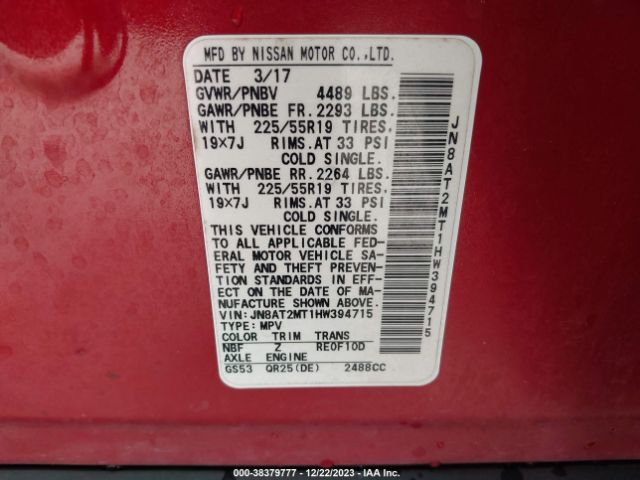 MFD BY NISSAN MOTOR CO.,LTD.
DATE 3/17
GVWR/PNBV 4489 LBS.
GAWR/PNBE FR. 2293 LBS.
WITH 225/55R19 TIRES.
19×7J RIMS. AT 33 PSI
COLD SINGLE.
GAWR/PNBE RR. 2264 LBS.
WITH 225/55R19 TIRES.
19×7J RIMS. AT 33 PSI
COLD SINGLE.
THIS VEHICLE CONFORMS
TO ALL APPLICABLE FED-
ERAL MOTOR VEHICLE SA-
FETY AND THEFT PREVEN-
TION STANDARDS IN EFF-
ECT ON THE DATE OF MA-
NUFACTURE SHOWN ABOVE.
VIN: JN8AT2MT1HW394715
TYPE: MPV
COLOR TRIM TRANS
NBF Z RE0F10D
AXLE ENGINE
GS53 QR25(DE) 2488CC
JN8AT2MT1HW394715
000-38379777 - 12/22/2023 - IAA Inc.